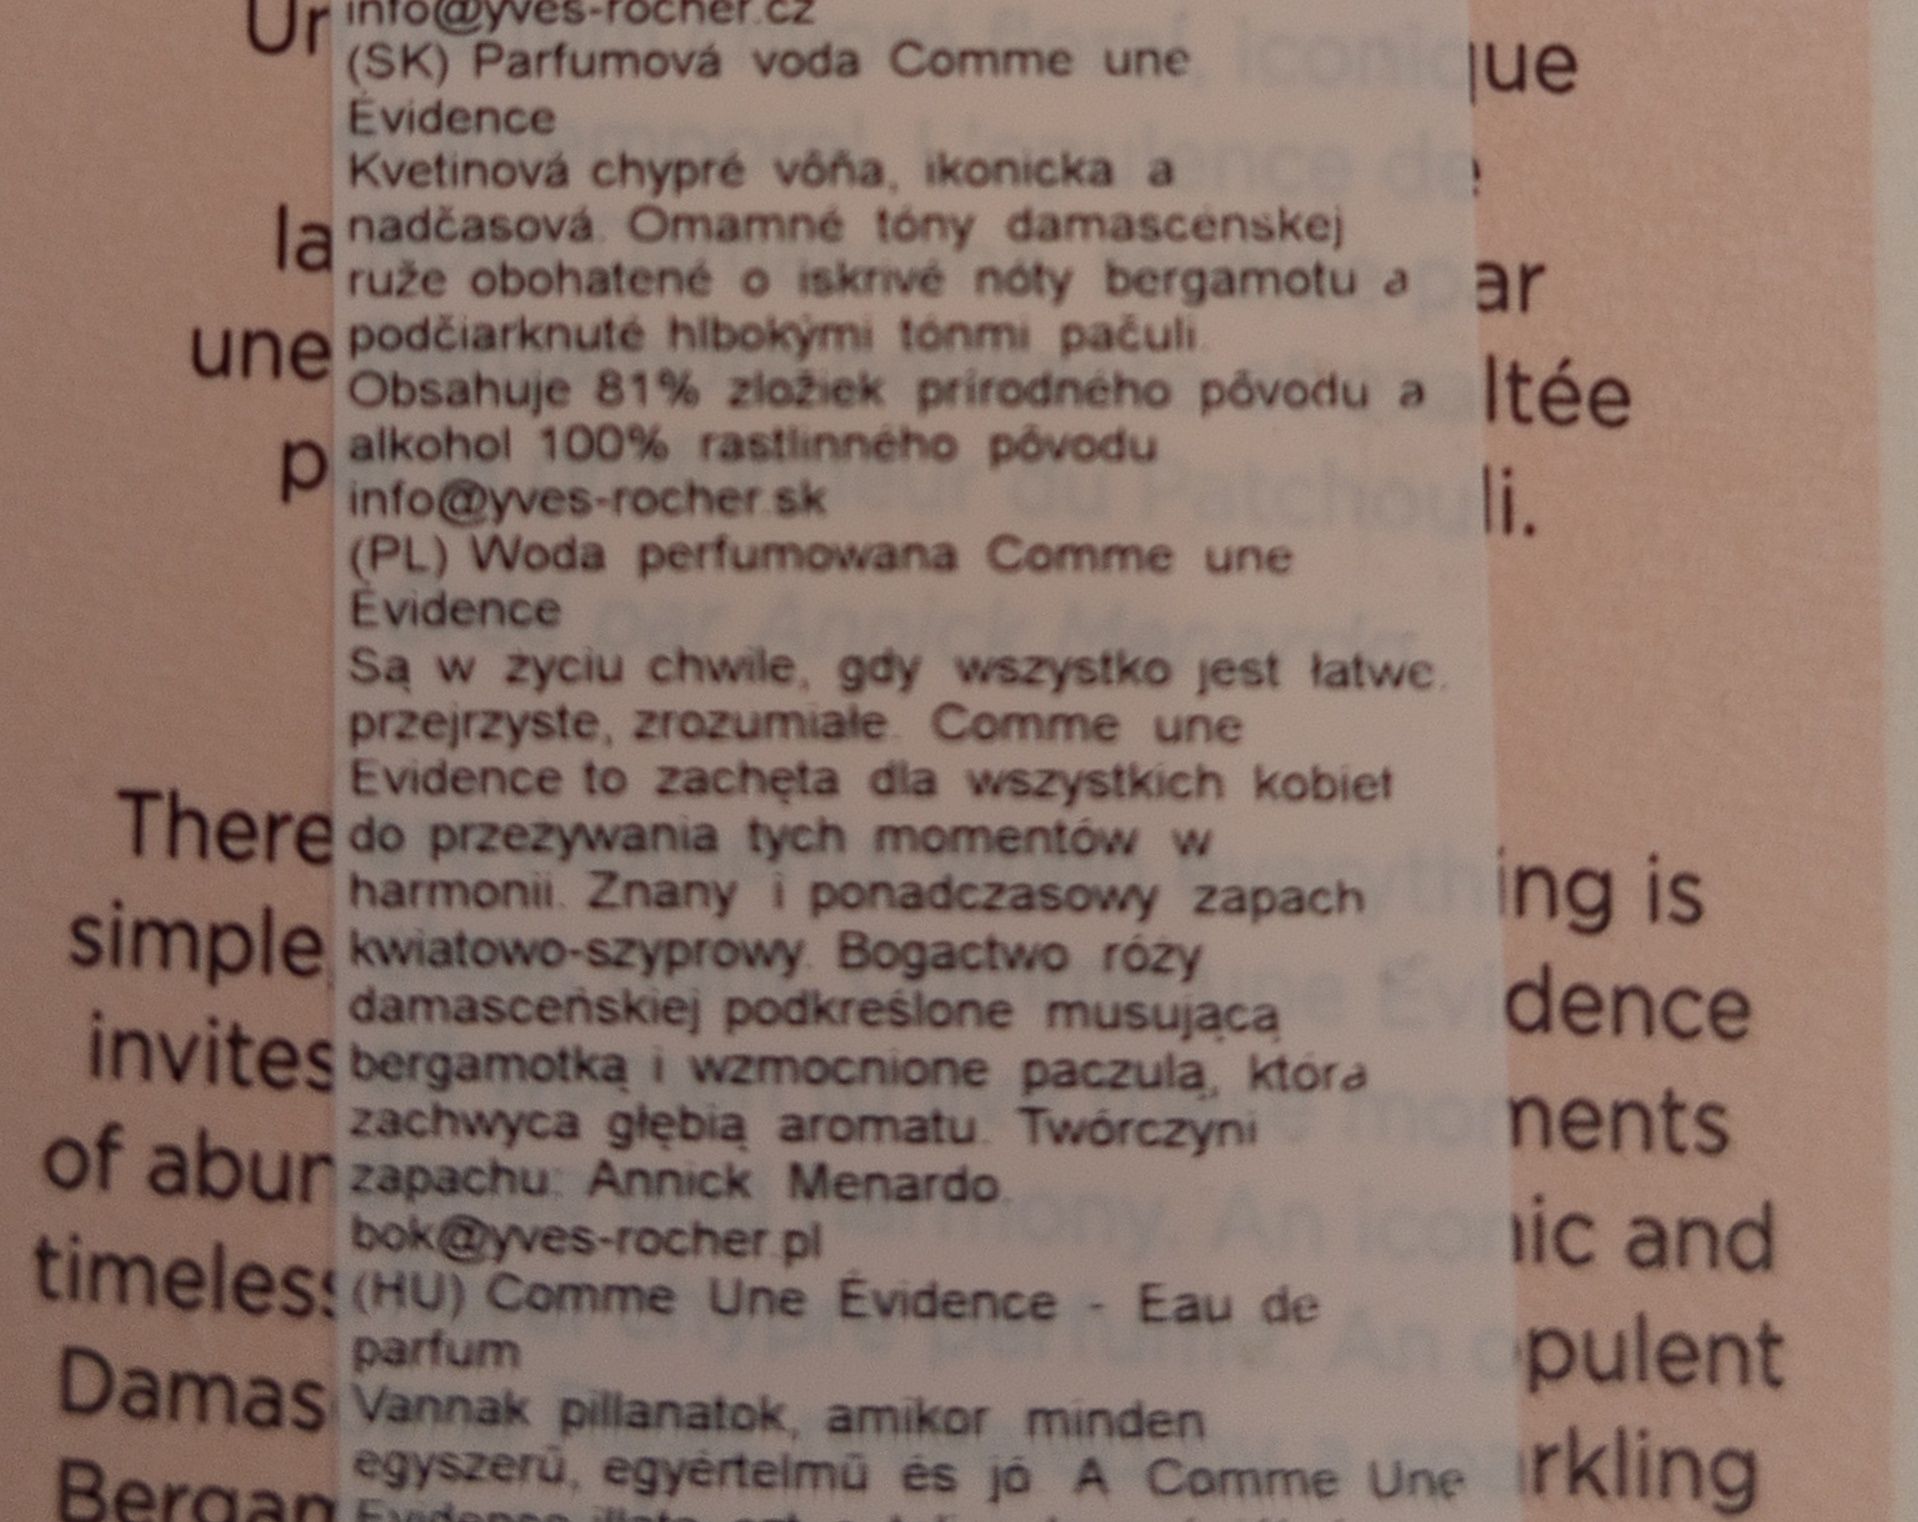 info@yves-rocher.cz
(SK) Parfumová voda Comme une
Évidence
Kvetinová chypré vôňa, ikonicka a
nadčasová. Omamné tóny damascénskej
ruže obohatené o iskrivé nóty bergamotu a
podčiarknuté hlbokými tónmi pačuli.
Obsahuje 81% zložiek prírodného pôvodu a
alkohol 100% rastlinného pôvodu
info@yves-rocher.sk
(PL) Woda perfumowana Comme une
Évidence
Są w życiu chwile, gdy wszystko jest łatwe,
przejrzyste, zrozumiałe. Comme une
Evidence to zachęta dla wszystkich kobiet
do przeżywania tych momentów w
harmonii. Znany i ponadczasowy zapach
kwiatowo-szyprowy. Bogactwo róży
damasceńskiej podkreślone musującą
bergamotką i wzmocnione paczulą, która
zachwyca głębią aromatu. Twórczyni
zapachu: Annick Menardo.
bok@yves-rocher.pl
(HU) Comme Une Évidence - Eau de
parfum
Vannak pillanatok, amikor minden
egyszerű, egyértelmű és jó. A Comme Une
Ur que
la ar
une ltée
p li.
There ing is
simple dence
invites ments
of abun ic and
timeless opulent
Damas rkling
Bergam